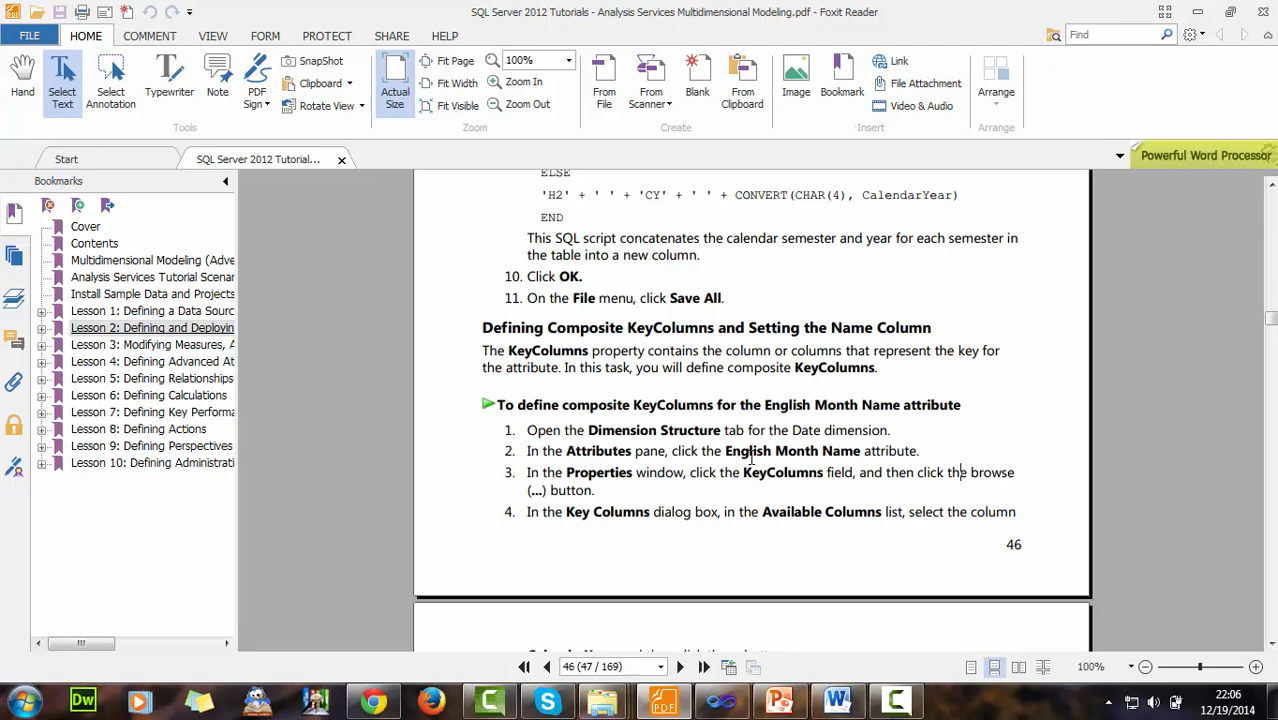 SQL Server 2012 Tutorials - Analysis Services Multidimensional Modeling.pdf - Foxit Reader
FILE HOME COMMENT VIEW FORM PROTECT SHARE HELP
Find
Hand
Select
Text
Select
Annotation
Typewriter
Note
PDF
Sign
SnapShot
Clipboard
Rotate View
Tools
Actual
Size
Fit Page
Fit Width
Fit Visible
100%
Zoom In
Zoom Out
Zoom
From
File
From
Scanner
Blank
From
Clipboard
Create
Image
Bookmark
Link
File Attachment
Video & Audio
Insert
Arrange
Arrange
Start
SQL Server 2012 Tutorial...
Powerful Word Processor
Bookmarks
Cover
Contents
Multidimensional Modeling (Adve
Analysis Services Tutorial Scenar
Install Sample Data and Projects
Lesson 1: Defining a Data Sourc
Lesson 2: Defining and Deployin
Lesson 3: Modifying Measures, A
Lesson 4: Defining Advanced At
Lesson 5: Defining Relationships
Lesson 6: Defining Calculations
Lesson 7: Defining Key Performa
Lesson 8: Defining Actions
Lesson 9: Defining Perspectives
Lesson 10: Defining Administrati
ELSE
'H2' + ' ' + 'CY' + ' ' + CONVERT(CHAR(4), CalendarYear)
END
This SQL script concatenates the calendar semester and year for each semester in
the table into a new column.
10. Click OK.
11. On the File menu, click Save All.
Defining Composite KeyColumns and Setting the Name Column
The KeyColumns property contains the column or columns that represent the key for
the attribute. In this task, you will define composite KeyColumns.
To define composite KeyColumns for the English Month Name attribute
1. Open the Dimension Structure tab for the Date dimension.
2. In the Attributes pane, click the English Month Name attribute.
3. In the Properties window, click the KeyColumns field, and then click the browse
(...) button.
4. In the Key Columns dialog box, in the Available Columns list, select the column
46
46 (47 / 169)
100%
22:06
12/19/2014